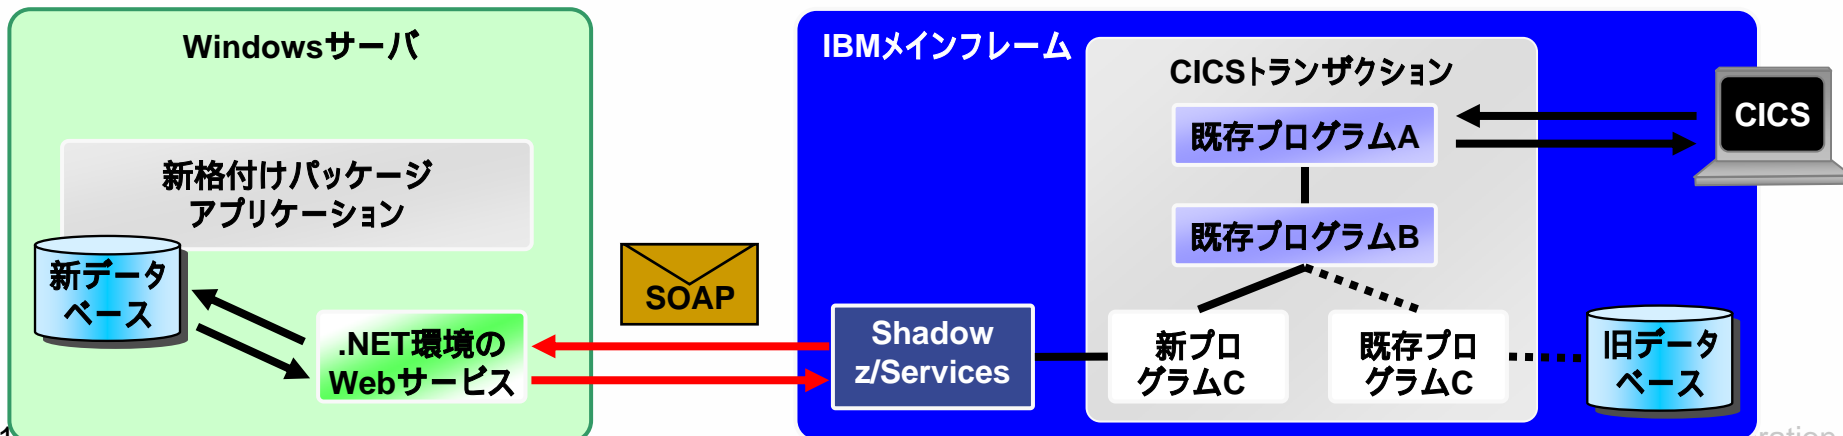 Windowsサーバ
新格付けパッケージ
アプリケーション
新データ
ベース
.NET環境の
Webサービス
SOAP
IBMメインフレーム
CICSトランザクション
既存プログラムA
既存プログラムB
Shadow
z/Services
新プロ
グラムC
既存プロ
グラムC
旧データ
ベース
CICS
1
ration